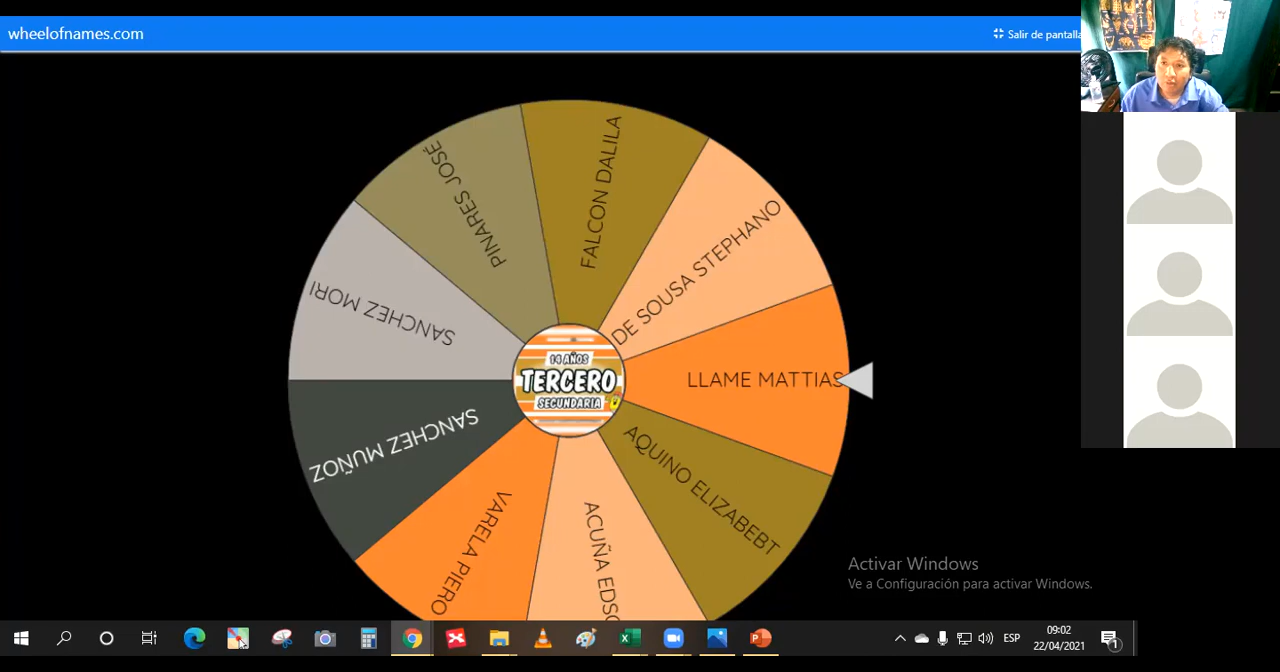 wheelofnames.com
Salir de pantalla
PINARES JOSÉ
FALCON DALILA
DE SOUSA STEPHANO
LLAME MATTIAS
AQUINO ELIZABEBT
ACUÑA EDSO
VARELA PIERO
SANCHEZ MUÑOZ
SANCHEZ MORI
14 AÑOS
TERCERO
SECUNDARIA
Activar Windows
Ve a Configuración para activar Windows.
ESP
09:02
22/04/2021
1